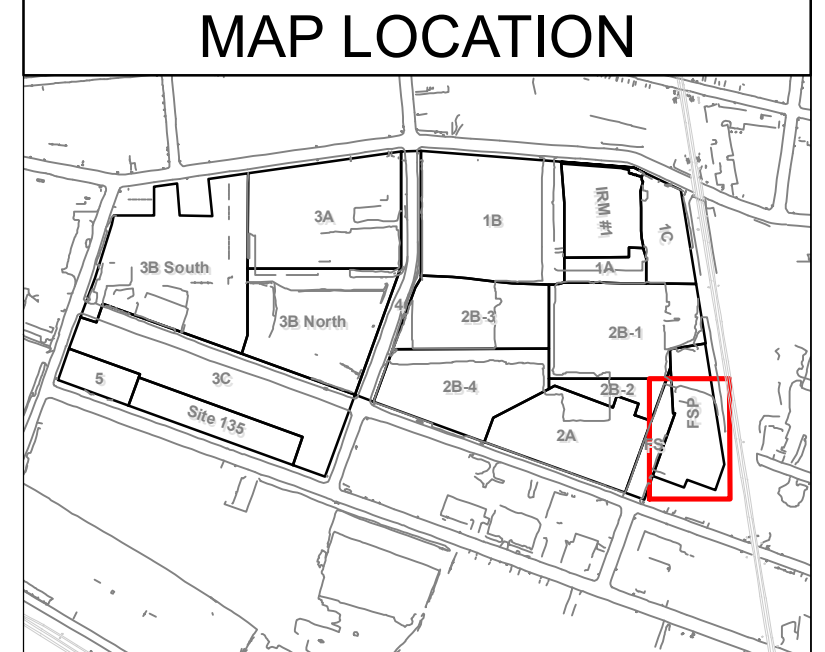 MAP LOCATION
3A
1B
IRM #1
1C
3B South
1A
4
2B-3
3B North
2B-1
5
3C
2B-4
2B-2
Site 135
2A
FS
FSP